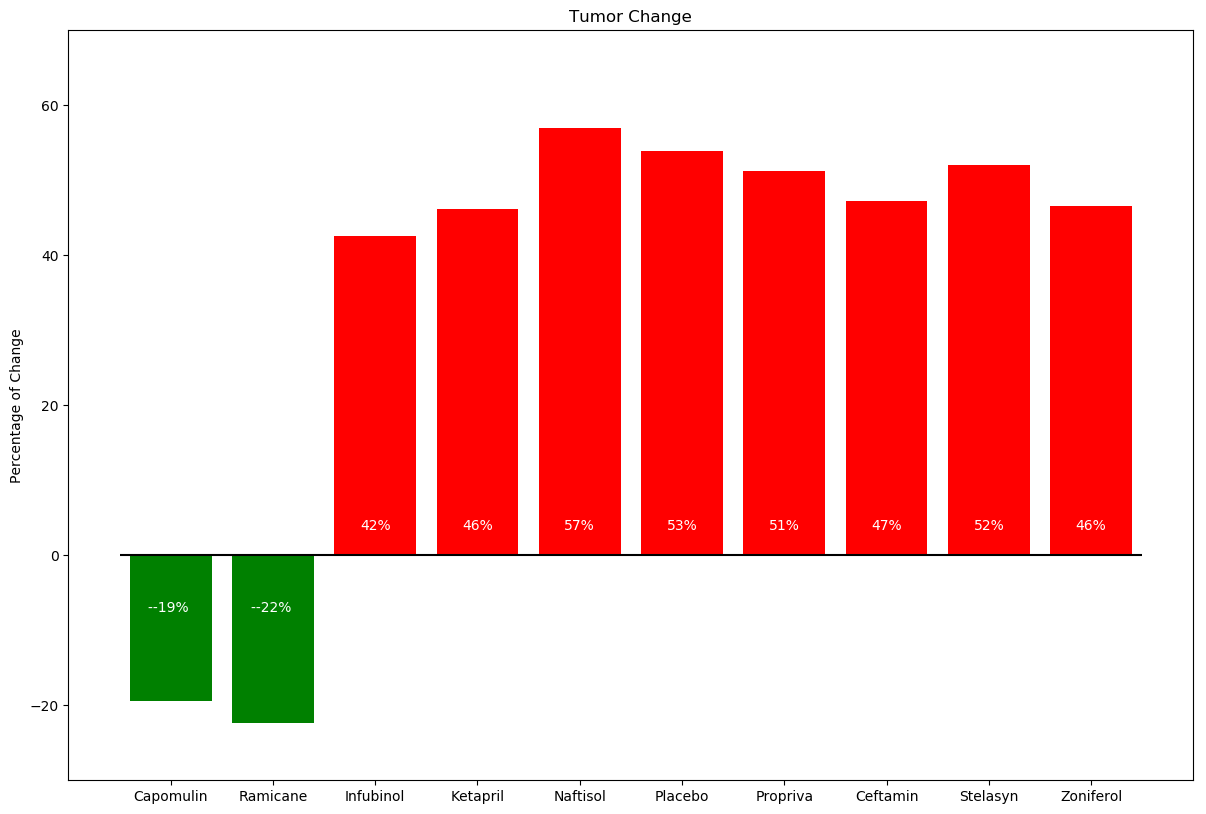 Tumor Change
Percentage of Change
60
40
20
0
−20
42%
46%
57%
53%
51%
47%
52%
46%
--19%
--22%
Capomulin
Ramicane
Infubinol
Ketapril
Naftisol
Placebo
Propriva
Ceftamin
Stelasyn
Zoniferol